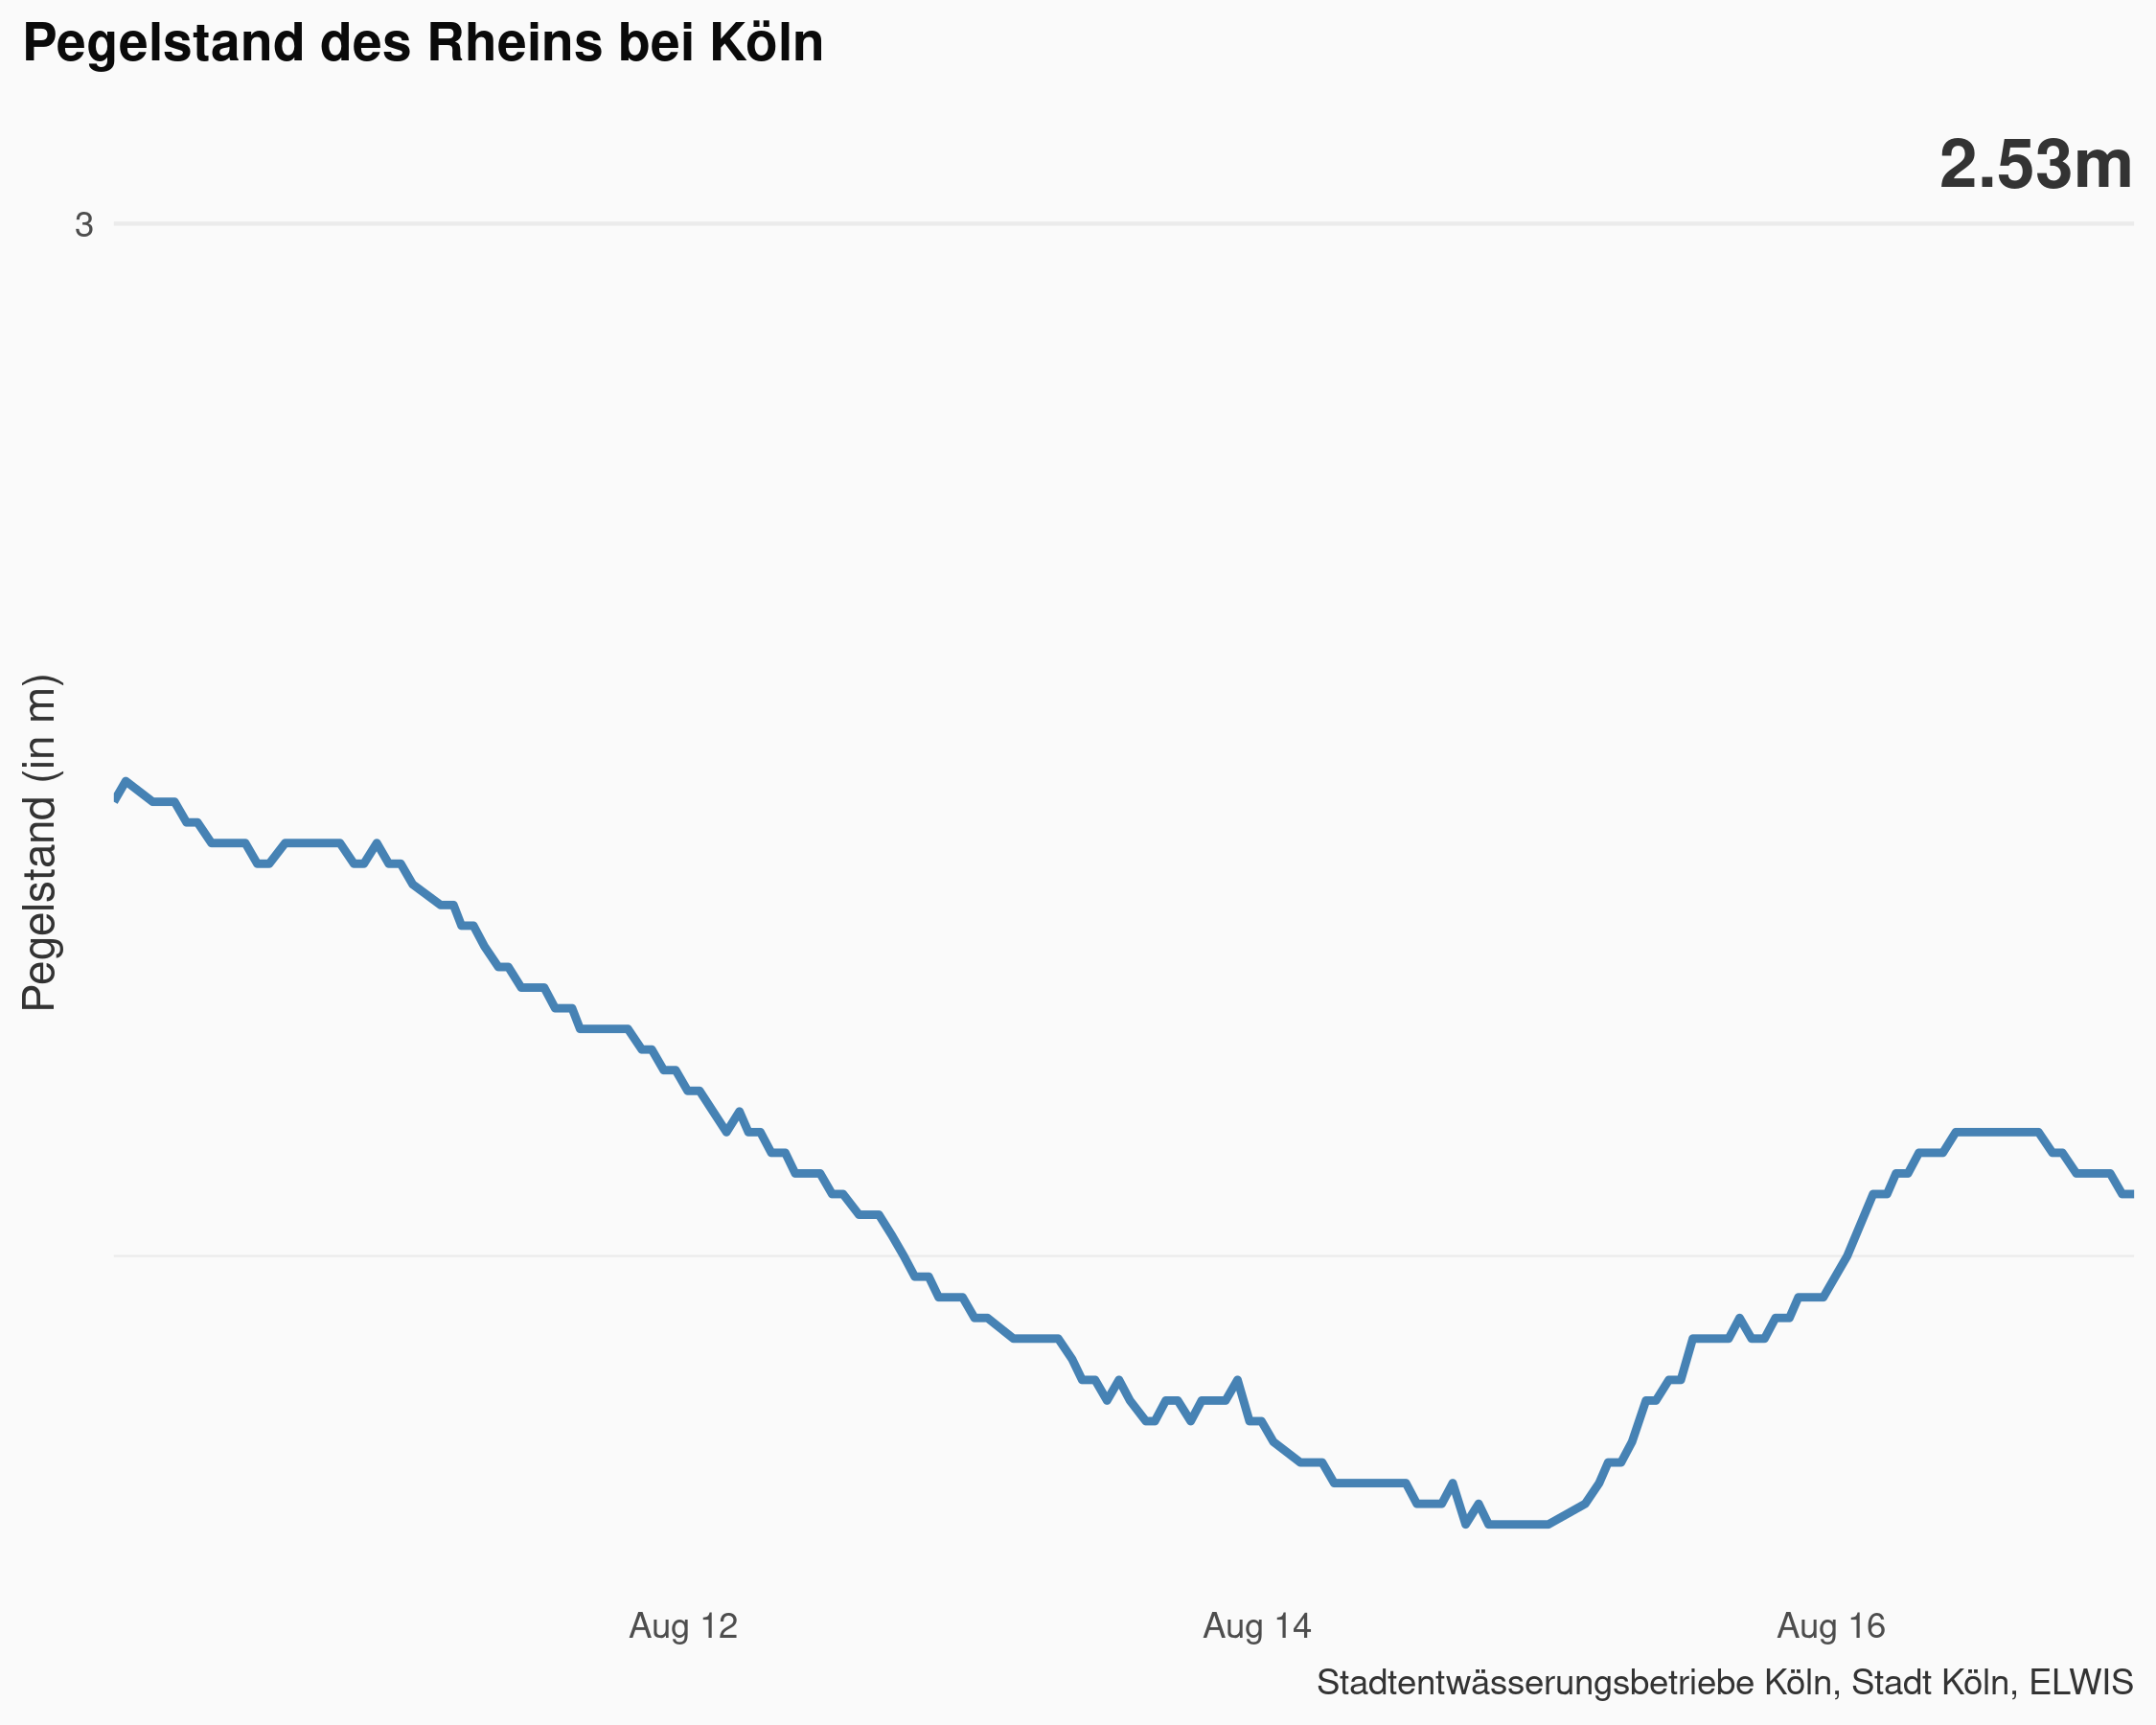 Pegelstand des Rheins bei Köln
2.53m
3
Pegelstand (in m)
Aug 12
Aug 14
Aug 16
Stadtentwässerungsbetriebe Köln, Stadt Köln, ELWIS